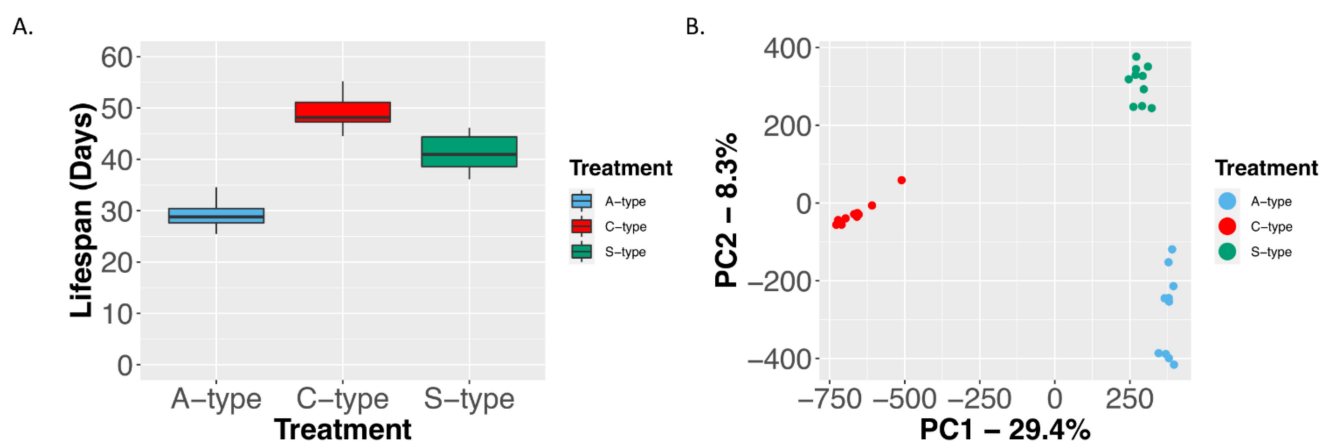 A.
60
50
40
30
20
10
0
Lifespan (Days)
A−type C−type S−type
Treatment
Treatment
A−type
C−type
S−type
B.
400
200
0
−200
−400
PC2 − 8.3%
−750 −500 −250 0 250
PC1 − 29.4%
Treatment
A−type
C−type
S−type